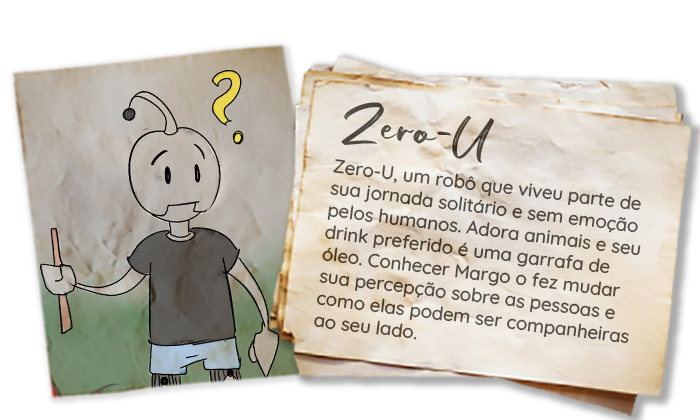 ?
Zero-U
Zero-U, um robô que viveu parte de
sua jornada solitário e sem emoção
pelos humanos. Adora animais e seu
drink preferido é uma garrafa de
óleo. Conhecer Margo o fez mudar
sua percepção sobre as pessoas e
como elas podem ser companheiras
ao seu lado.